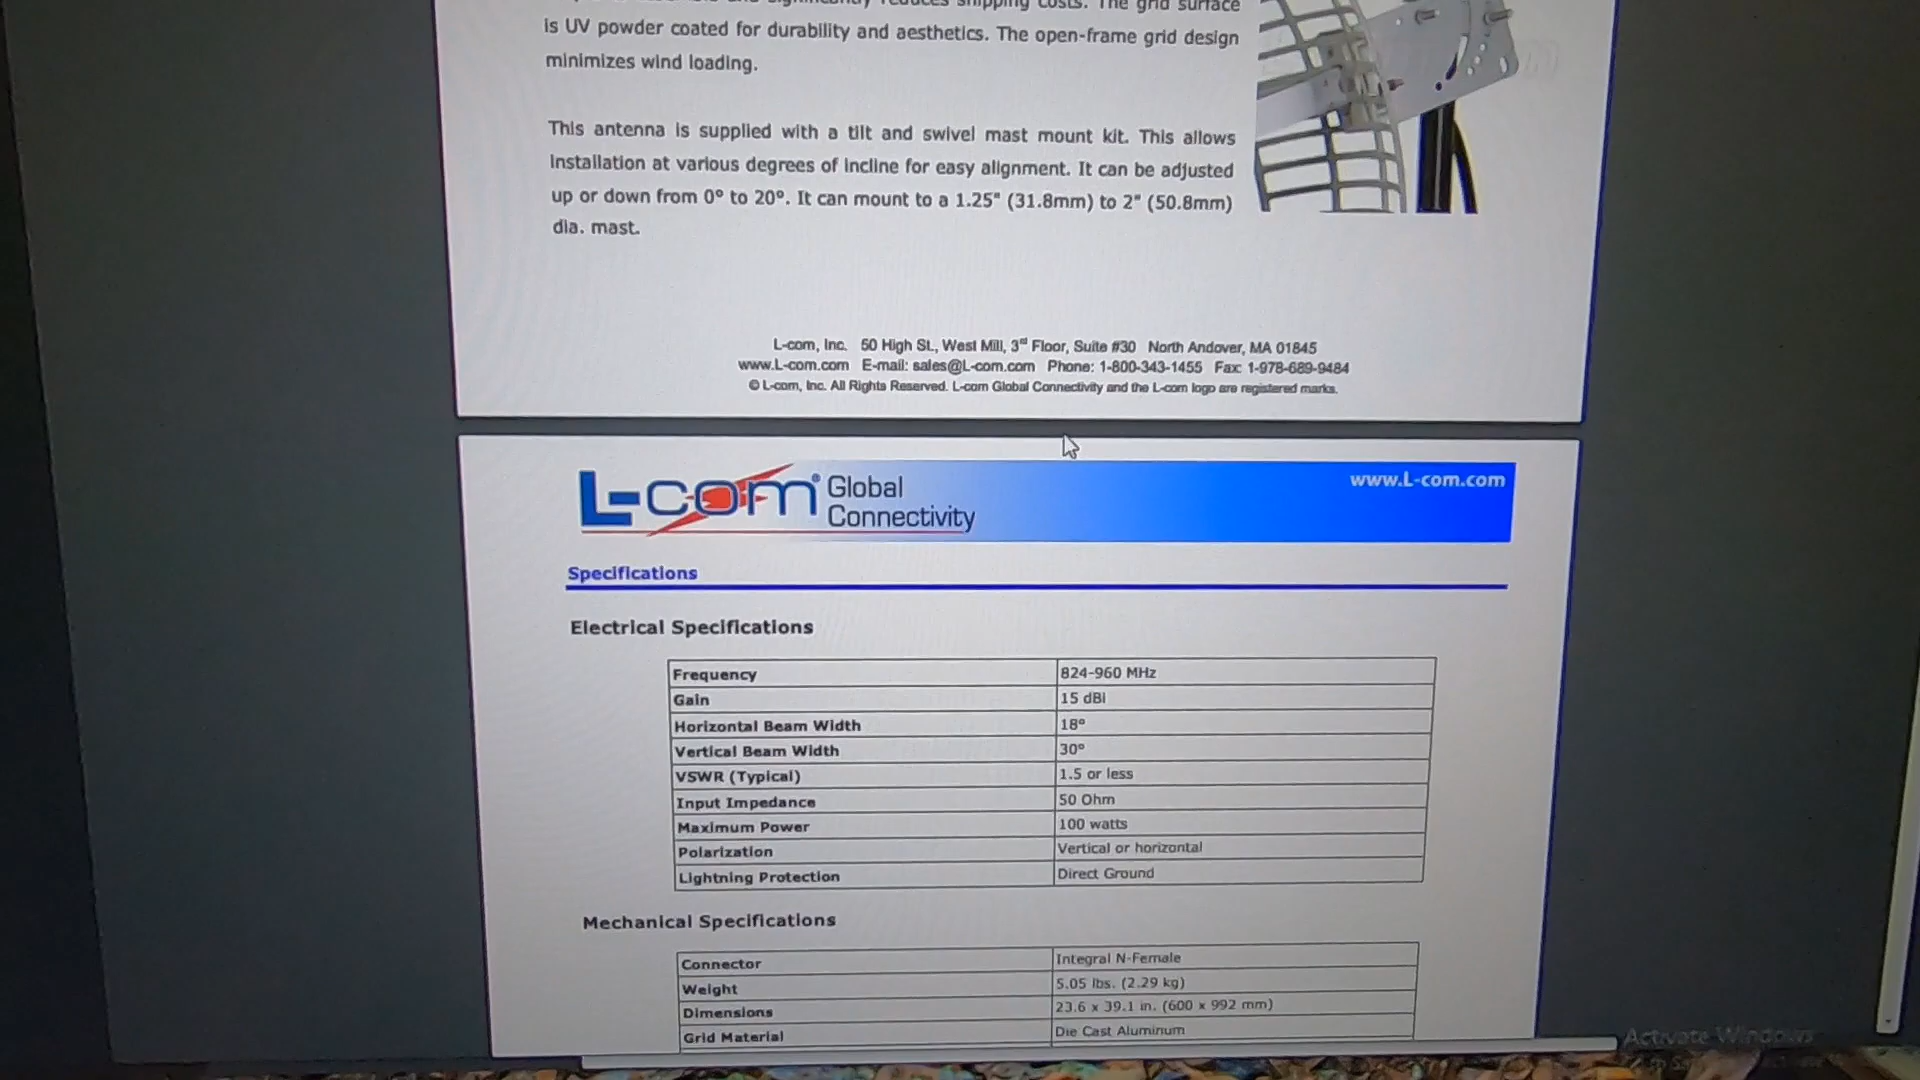 shipping costs. The grid surface
is UV powder coated for durability and aesthetics. The open-frame grid design
minimizes wind loading.
This antenna is supplied with a tilt and swivel mast mount kit. This allows
installation at various degrees of incline for easy alignment. It can be adjusted
up or down from 0° to 20°. It can mount to a 1.25" (31.8mm) to 2" (50.8mm)
dia. mast.
L-com, Inc. 50 High St., West Mill, 3rd Floor, Suite #30 North Andover, MA 01845
www.L-com.com E-mail: sales@L-com.com Phone: 1-800-343-1455 Fax: 1-978-689-9484
© L-com, Inc. All Rights Reserved. L-com Global Connectivity and the L-com logo are registered marks.
L-com® Global Connectivity
www.L-com.com
Specifications
Electrical Specifications
Frequency 824-960 MHz
Gain 15 dBi
Horizontal Beam Width 18°
Vertical Beam Width 30°
VSWR (Typical) 1.5 or less
Input Impedance 50 Ohm
Maximum Power 100 watts
Polarization Vertical or horizontal
Lightning Protection Direct Ground
Mechanical Specifications
Connector Integral N-Female
Weight 5.05 lbs. (2.29 kg)
Dimensions 23.6 x 39.1 in. (600 x 992 mm)
Grid Material Die Cast Aluminum
Activate Windows